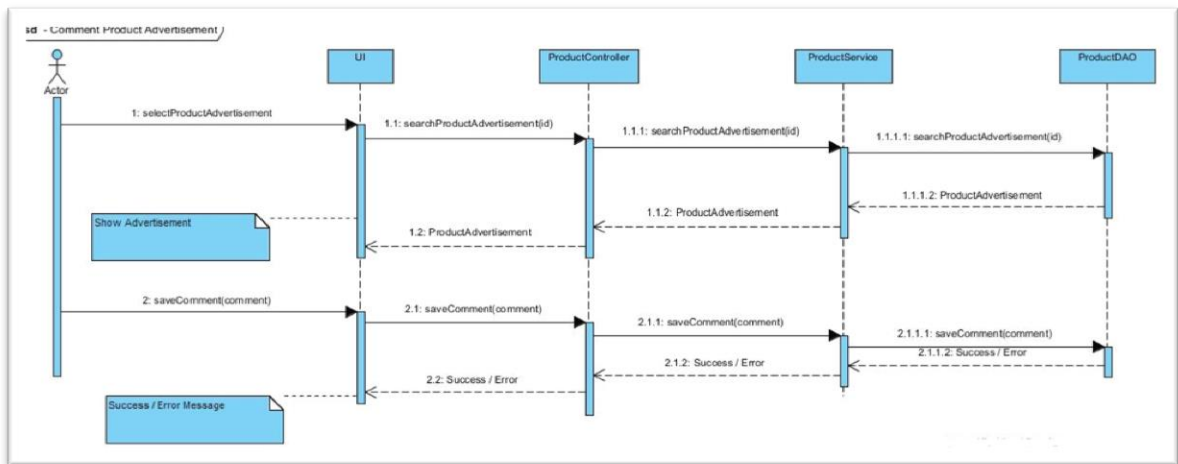 sd - Comment Product Advertisement
UI
ProductController
ProductService
ProductDAO
Actor
1: selectProductAdvertisement
1.1: searchProductAdvertisement(id)
1.1.1: searchProductAdvertisement(id)
1.1.1.1: searchProductAdvertisement(id)
1.1.1.2: ProductAdvertisement
1.1.2: ProductAdvertisement
Show Advertisement
1.2: ProductAdvertisement
2: saveComment(comment)
2.1: saveComment(comment)
2.1.1: saveComment(comment)
2.1.1.1: saveComment(comment)
2.1.1.2: Success / Error
2.1.2: Success / Error
2.2: Success / Error
Success / Error Message